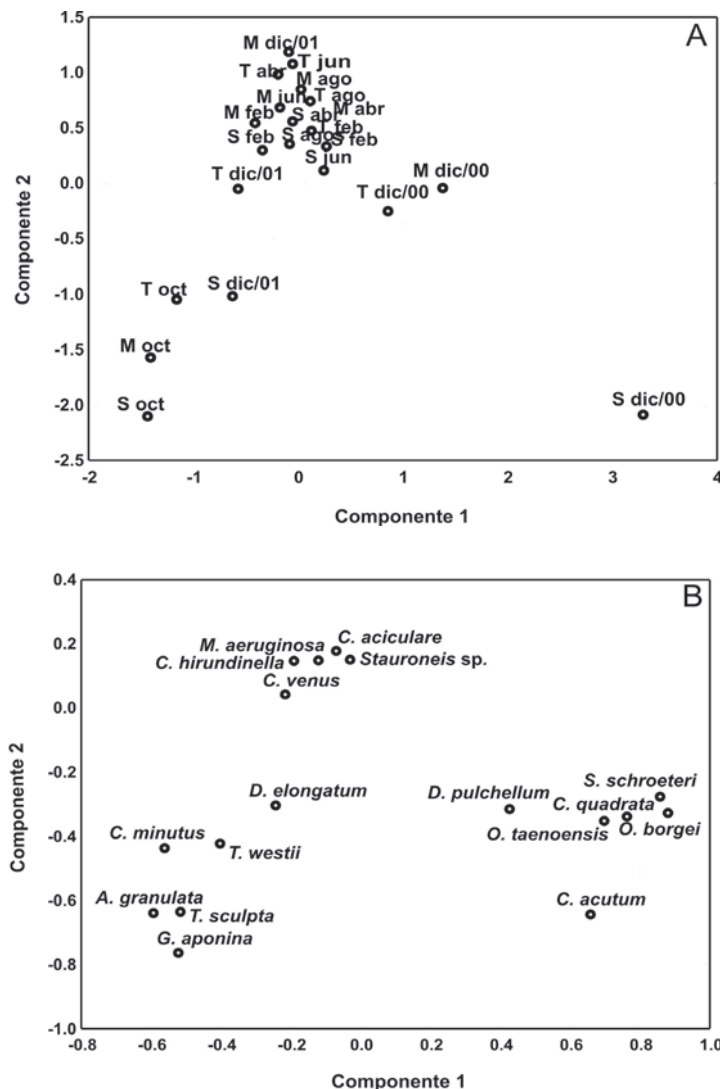 A
1.5
1.0
0.5
0.0
-0.5
-1.0
-1.5
-2.0
-2.5
Componente 2
M dic/01
T jun
T abr
M ago
T ago
M jun
M abr
M feb
S abr
T feb
S feb
S agos
S feb
S jun
T dic/01
M dic/00
T dic/00
T oct
S dic/01
M oct
S oct
S dic/00
-2 -1 0 1 2 3 4
Componente 1
B
0.4
0.2
0.0
-0.2
-0.4
-0.6
-0.8
-1.0
Componente 2
M. aeruginosa
C. aciculare
C. hirundinella
Stauroneis sp.
C. venus
D. elongatum
D. pulchellum
S. schroeteri
C. quadrata
C. minutus
T. westii
O. taenoensis
O. borgei
A. granulata
T. sculpta
C. acutum
G. aponina
-0.8 -0.6 -0.4 -0.2 0.0 0.2 0.4 0.6 0.8 1.0
Componente 1